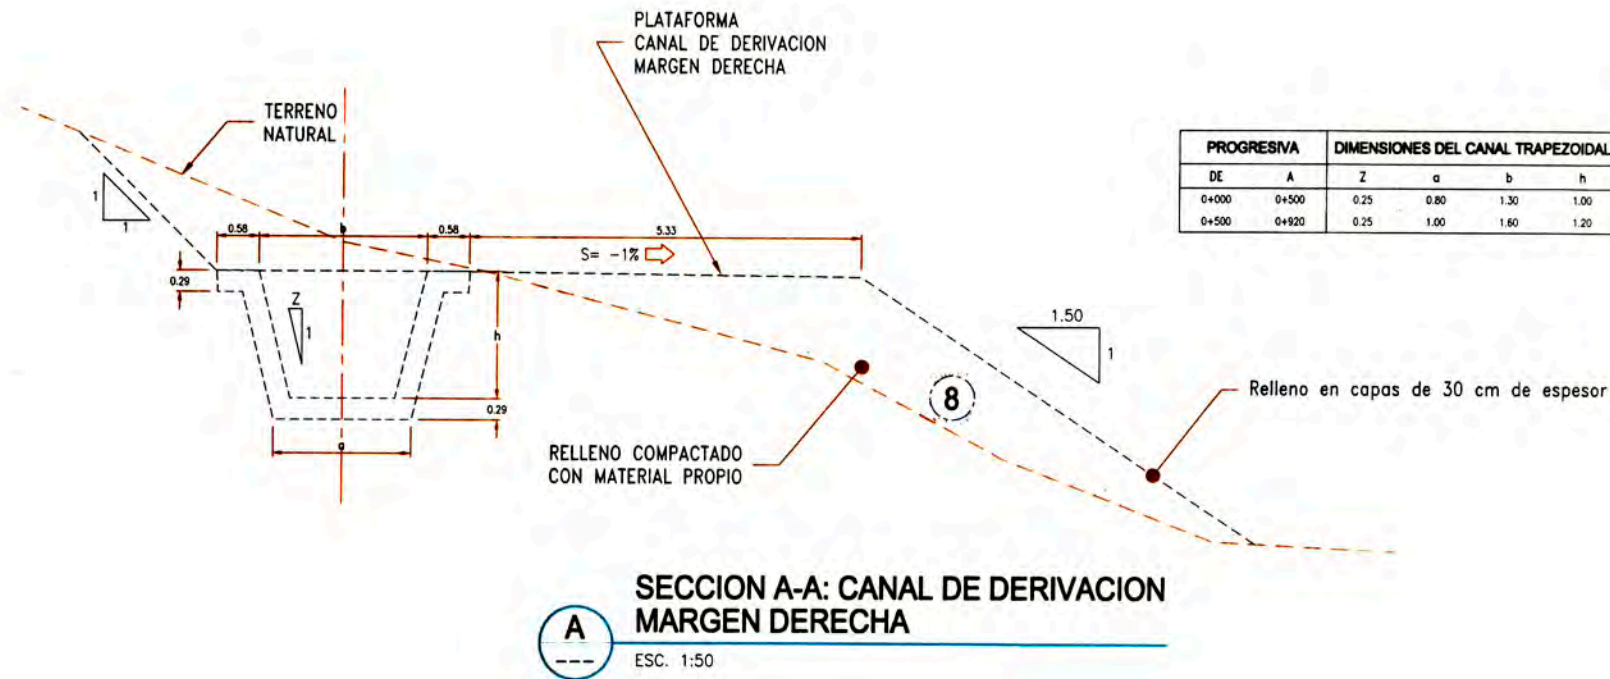 PLATAFORMA
CANAL DE DERIVACION
MARGEN DERECHA
TERRENO
NATURAL
PROGRESIVA DIMENSIONES DEL CANAL TRAPEZOIDAL
DE A Z a b h
0+000 0+500 0.25 0.80 1.30 1.00
0+500 0+920 0.25 1.00 1.60 1.20
1
1
0.58 b 0.58 5.33
S= -1%
0.29
Z
1
h
1.50
1
0.29
8
Relleno en capas de 30 cm de espesor
a
RELLENO COMPACTADO
CON MATERIAL PROPIO
SECCION A-A: CANAL DE DERIVACION
MARGEN DERECHA
A
ESC. 1:50